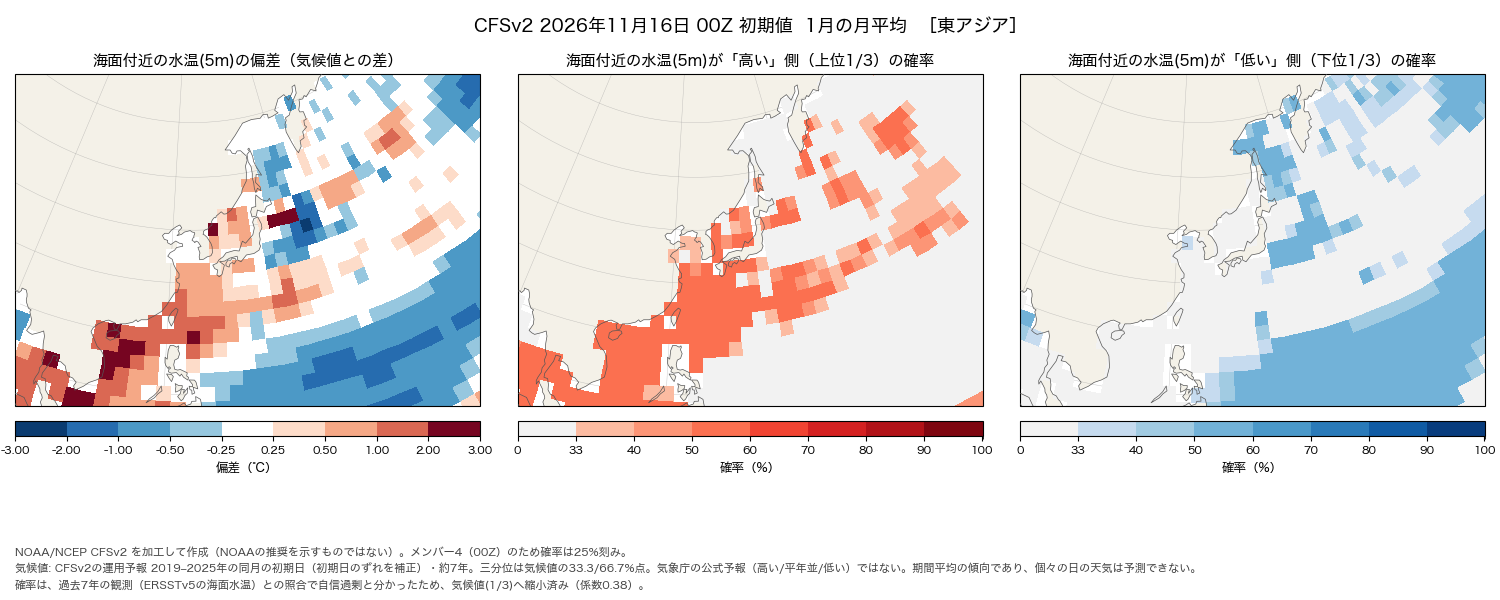 CFSv2 2026年11月16日 00Z 初期値 1月の月平均 [東アジア]
海面付近の水温(5m)の偏差（気候値との差）
海面付近の水温(5m)が「高い」側（上位1/3）の確率
海面付近の水温(5m)が「低い」側（下位1/3）の確率
-3.00 -2.00 -1.00 -0.50 -0.25 0.25 0.50 1.00 2.00 3.00
偏差（℃）
0 33 40 50 60 70 80 90 100
確率（%）
0 33 40 50 60 70 80 90 100
確率（%）
NOAA/NCEP CFSv2 を加工して作成（NOAAの推奨を示すものではない）。メンバー4（00Z）のため確率は25%刻み。
気候値: CFSv2の運用予報 2019–2025年の同月の初期日（初期日のずれを補正）・約7年。三分位は気候値の33.3/66.7%点。気象庁の公式予報（高い/平年並/低い）ではない。期間平均の傾向であり、個々の日の天気は予測できない。
確率は、過去7年の観測（ERSSTv5の海面水温）との照合で自信過剰と分かったため、気候値(1/3)へ縮小済み（係数0.38）。